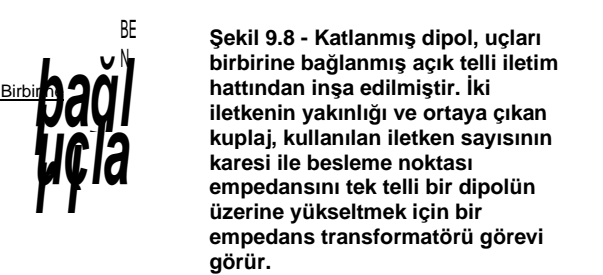 BE
N
Birbirine
bağl
uçla
Şekil 9.8 - Katlanmış dipol, uçları
birbirine bağlanmış açık telli iletim
hattından inşa edilmiştir. İki
iletkenin yakınlığı ve ortaya çıkan
kuplaj, kullanılan iletken sayısının
karesi ile besleme noktası
empedansını tek telli bir dipolün
üzerine yükseltmek için bir
empedans transformatörü görevi
görür.